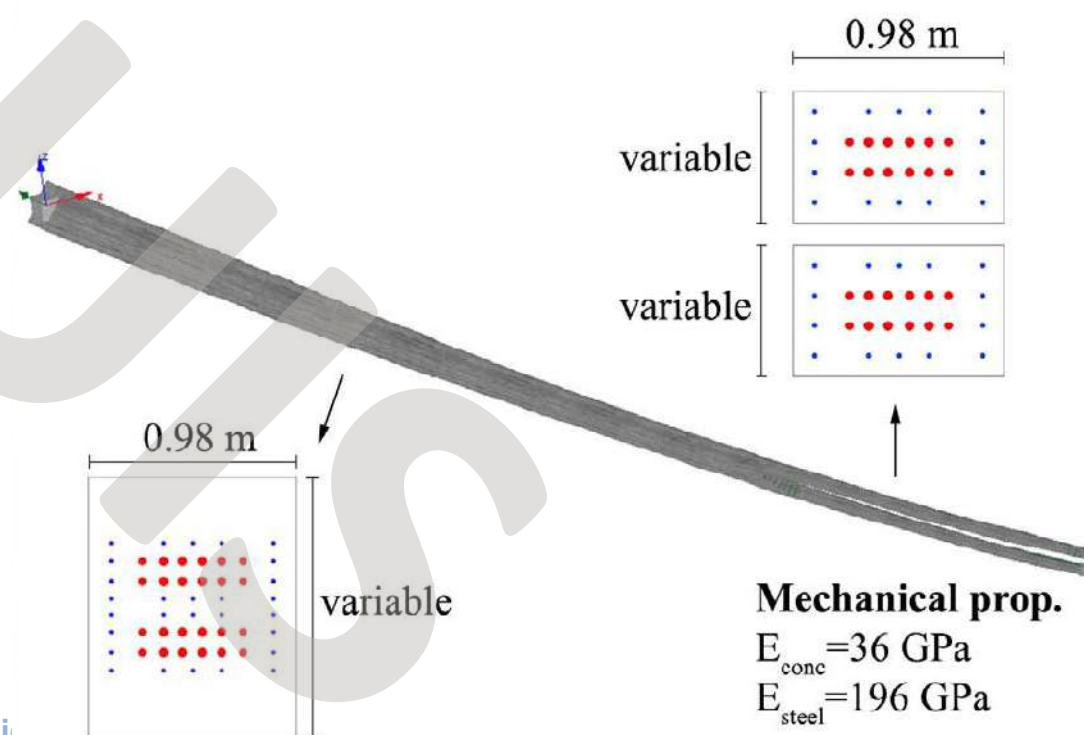 0.98 m
variable
variable
z
x
0.98 m
variable
Mechanical prop.
E_conc=36 GPa
E_steel=196 GPa